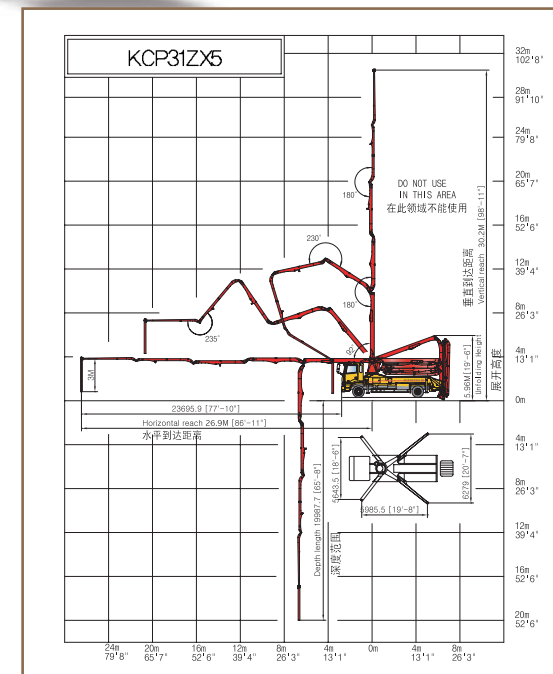 KCP31ZX5
32m
102'8"
28m
91'10"
24m
79'8"
20m
65'7"
16m
52'6"
12m
39'4"
8m
26'3"
4m
13'1"
0m
4m
13'1"
8m
26'3"
12m
39'4"
16m
52'6"
20m
52'6"
DO NOT USE
IN THIS AREA
在此领域不能使用
180°
230°
180°
235°
92°
垂直到达距离
Vertical reach 30.2M [98'-11"]
5.96M[19'-6"]
Unfolding Height
展开高度
3M
23695.9 [77'-10"]
Horizontal reach 26.9M [86'-11"]
水平到达距离
Depth length 19987.7 [65'-8"]
深度范围
5643.5 [18'-6"]
6279 [20'-7"]
5985.5 [19'-8"]
24m
79'8"
20m
65'7"
16m
52'6"
12m
39'4"
8m
26'3"
4m
13'1"
0m
4m
13'1"
8m
26'3"